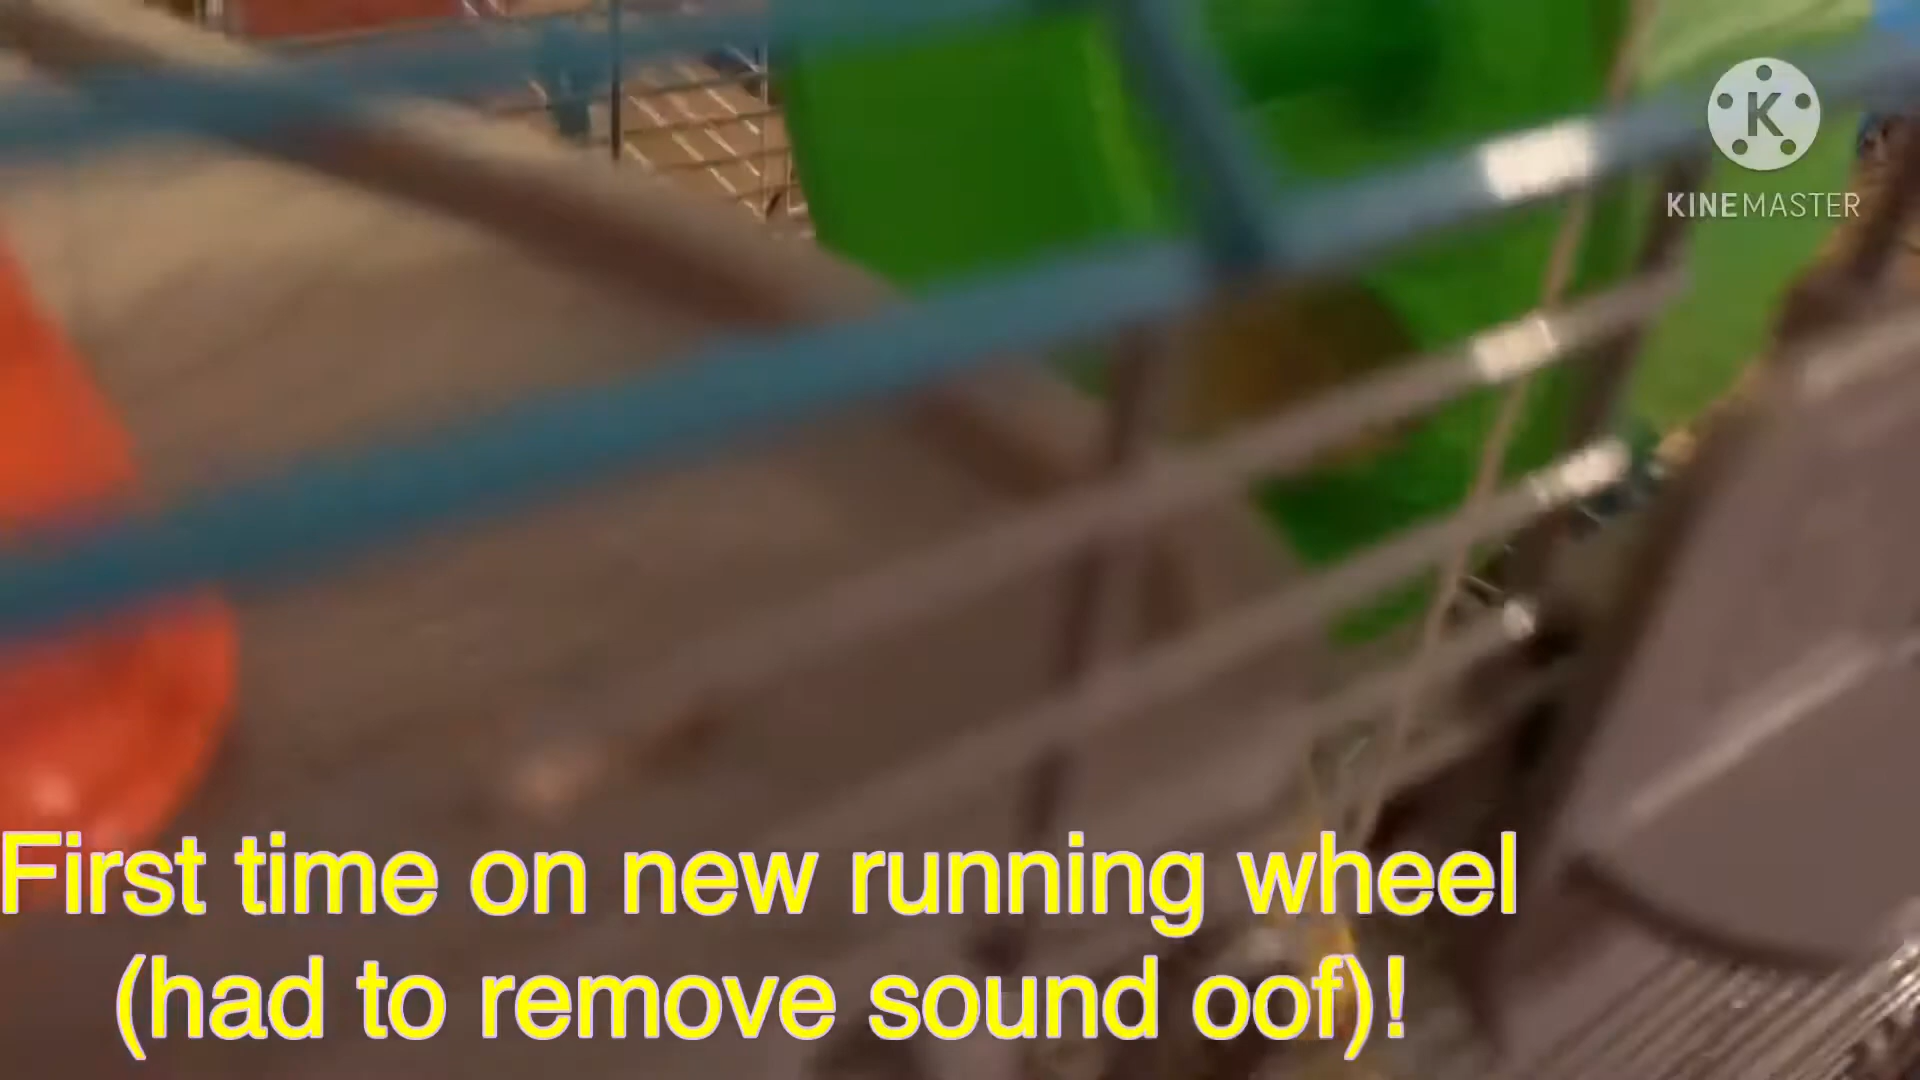 K
KINEMASTER
First time on new running wheel
(had to remove sound oof)!